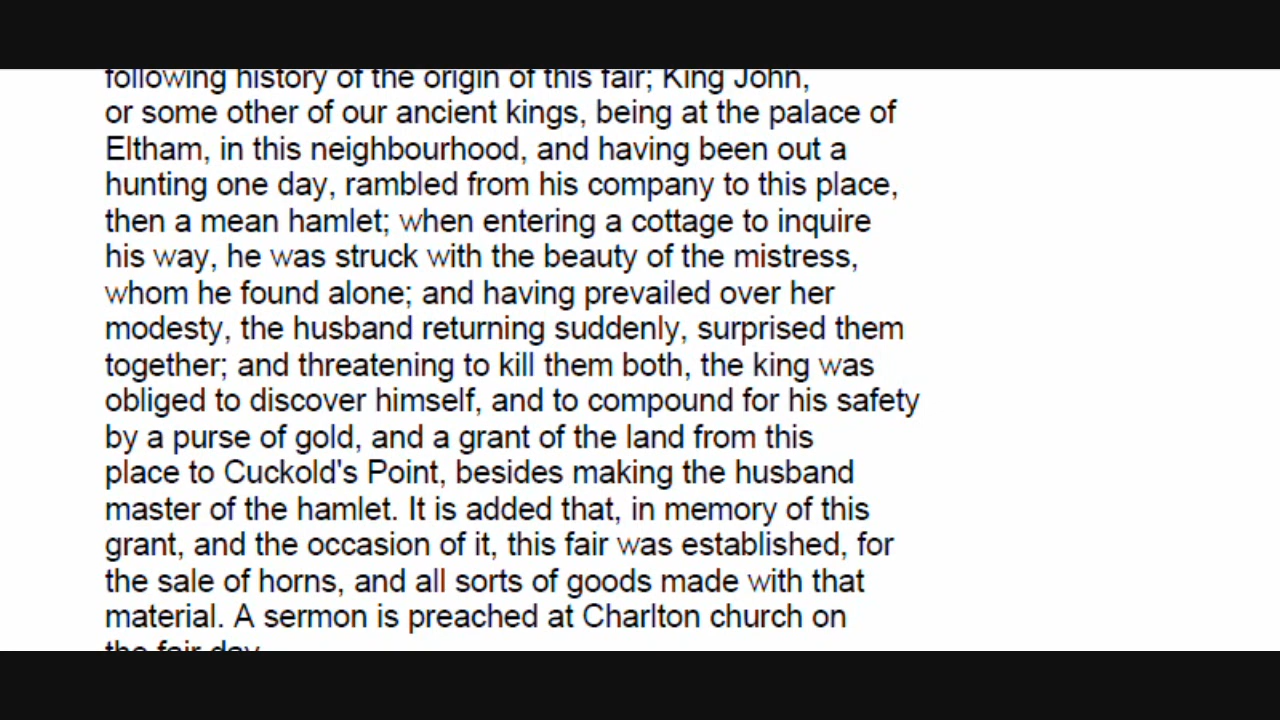 following history of the origin of this fair; King John,
or some other of our ancient kings, being at the palace of
Eltham, in this neighbourhood, and having been out a
hunting one day, rambled from his company to this place,
then a mean hamlet; when entering a cottage to inquire
his way, he was struck with the beauty of the mistress,
whom he found alone; and having prevailed over her
modesty, the husband returning suddenly, surprised them
together; and threatening to kill them both, the king was
obliged to discover himself, and to compound for his safety
by a purse of gold, and a grant of the land from this
place to Cuckold's Point, besides making the husband
master of the hamlet. It is added that, in memory of this
grant, and the occasion of it, this fair was established, for
the sale of horns, and all sorts of goods made with that
material. A sermon is preached at Charlton church on
the fair day